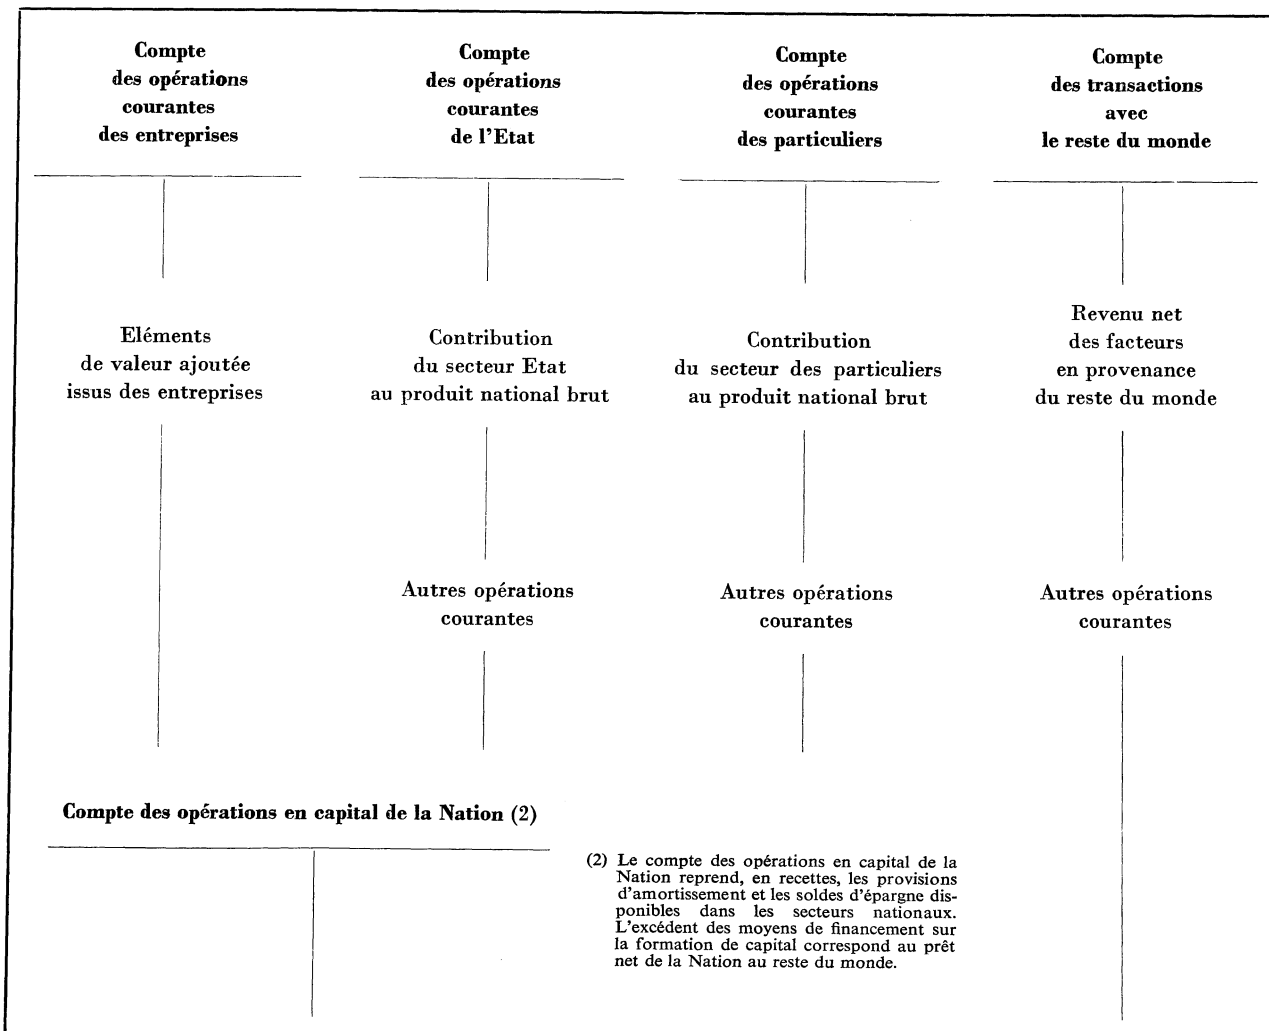 Compte
des opérations
courantes
des entreprises
Compte
des opérations
courantes
de l'Etat
Compte
des opérations
courantes
des particuliers
Compte
des transactions
avec
le reste du monde
Eléments
de valeur ajoutée
issus des entreprises
Contribution
du secteur Etat
au produit national brut
Contribution
du secteur des particuliers
au produit national brut
Revenu net
des facteurs
en provenance
du reste du monde
Autres opérations
courantes
Autres opérations
courantes
Autres opérations
courantes
Compte des opérations en capital de la Nation (2)
(2) Le compte des opérations en capital de la
Nation reprend, en recettes, les provisions
d'amortissement et les soldes d'épargne dis-
ponibles dans les secteurs nationaux.
L'excédent des moyens de financement sur
la formation de capital correspond au prêt
net de la Nation au reste du monde.